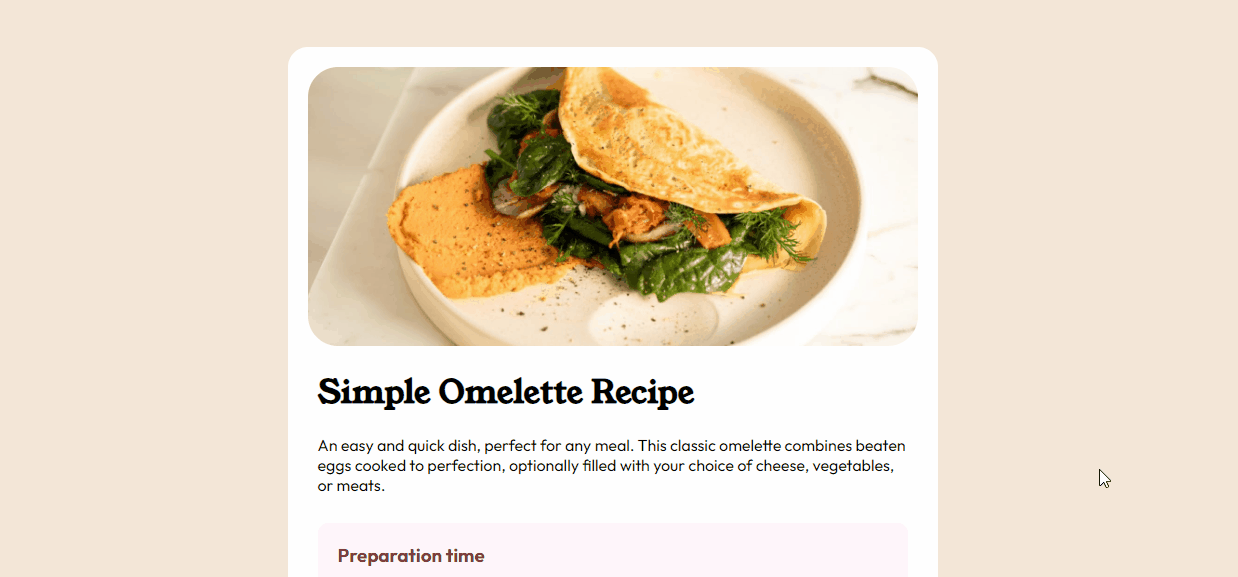 Simple Omelette Recipe
An easy and quick dish, perfect for any meal. This classic omelette combines beaten
eggs cooked to perfection, optionally filled with your choice of cheese, vegetables,
or meats.
Preparation time